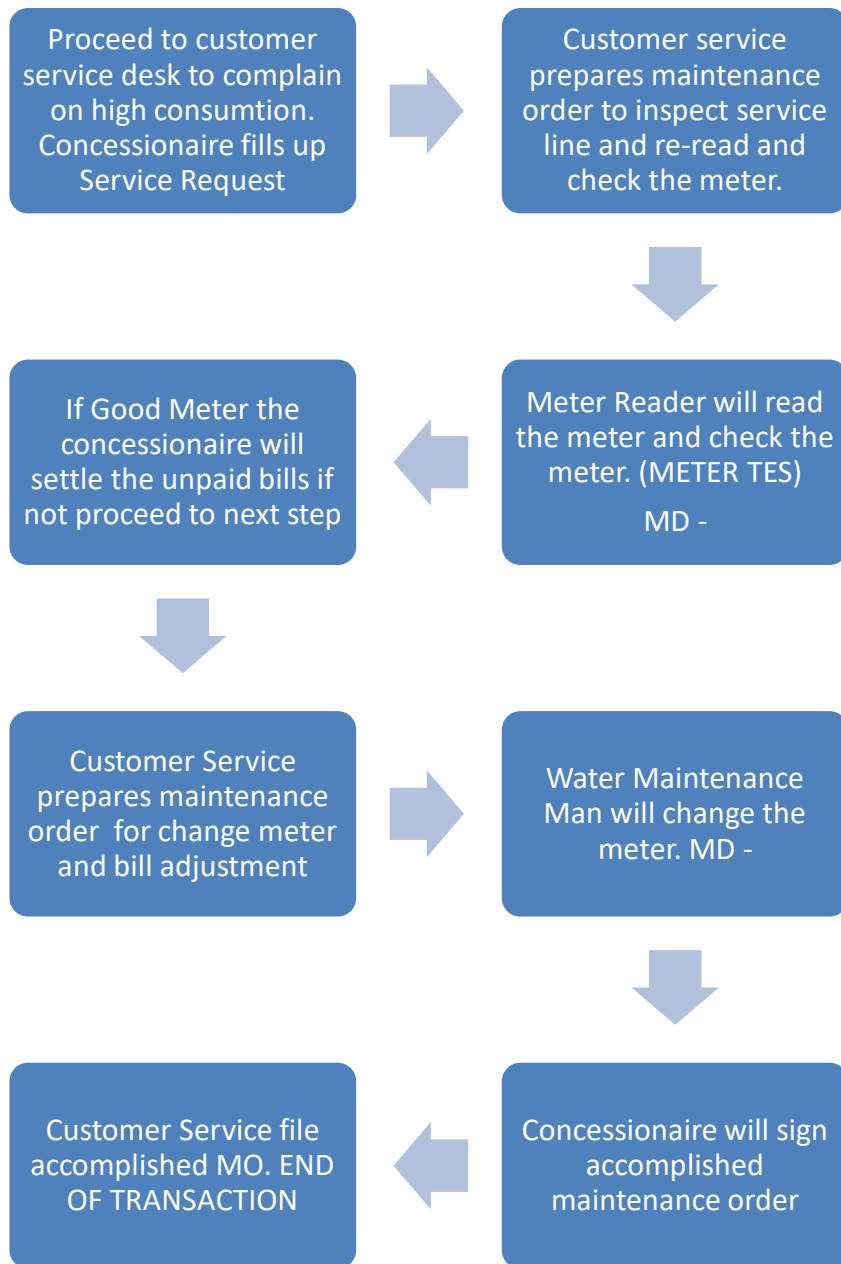 Proceed to customer
service desk to complain
on high consumtion.
Concessionaire fills up
Service Request
Customer service
prepares maintenance
order to inspect service
line and re-read and
check the meter.
Meter Reader will read
the meter and check the
meter. (METER TES)
MD -
If Good Meter the
concessionaire will
settle the unpaid bills if
not proceed to next step
Customer Service
prepares maintenance
order  for change meter
and bill adjustment
Water Maintenance
Man will change the
meter. MD -
Concessionaire will sign
accomplished
maintenance order
Customer Service file
accomplished MO. END
OF TRANSACTION